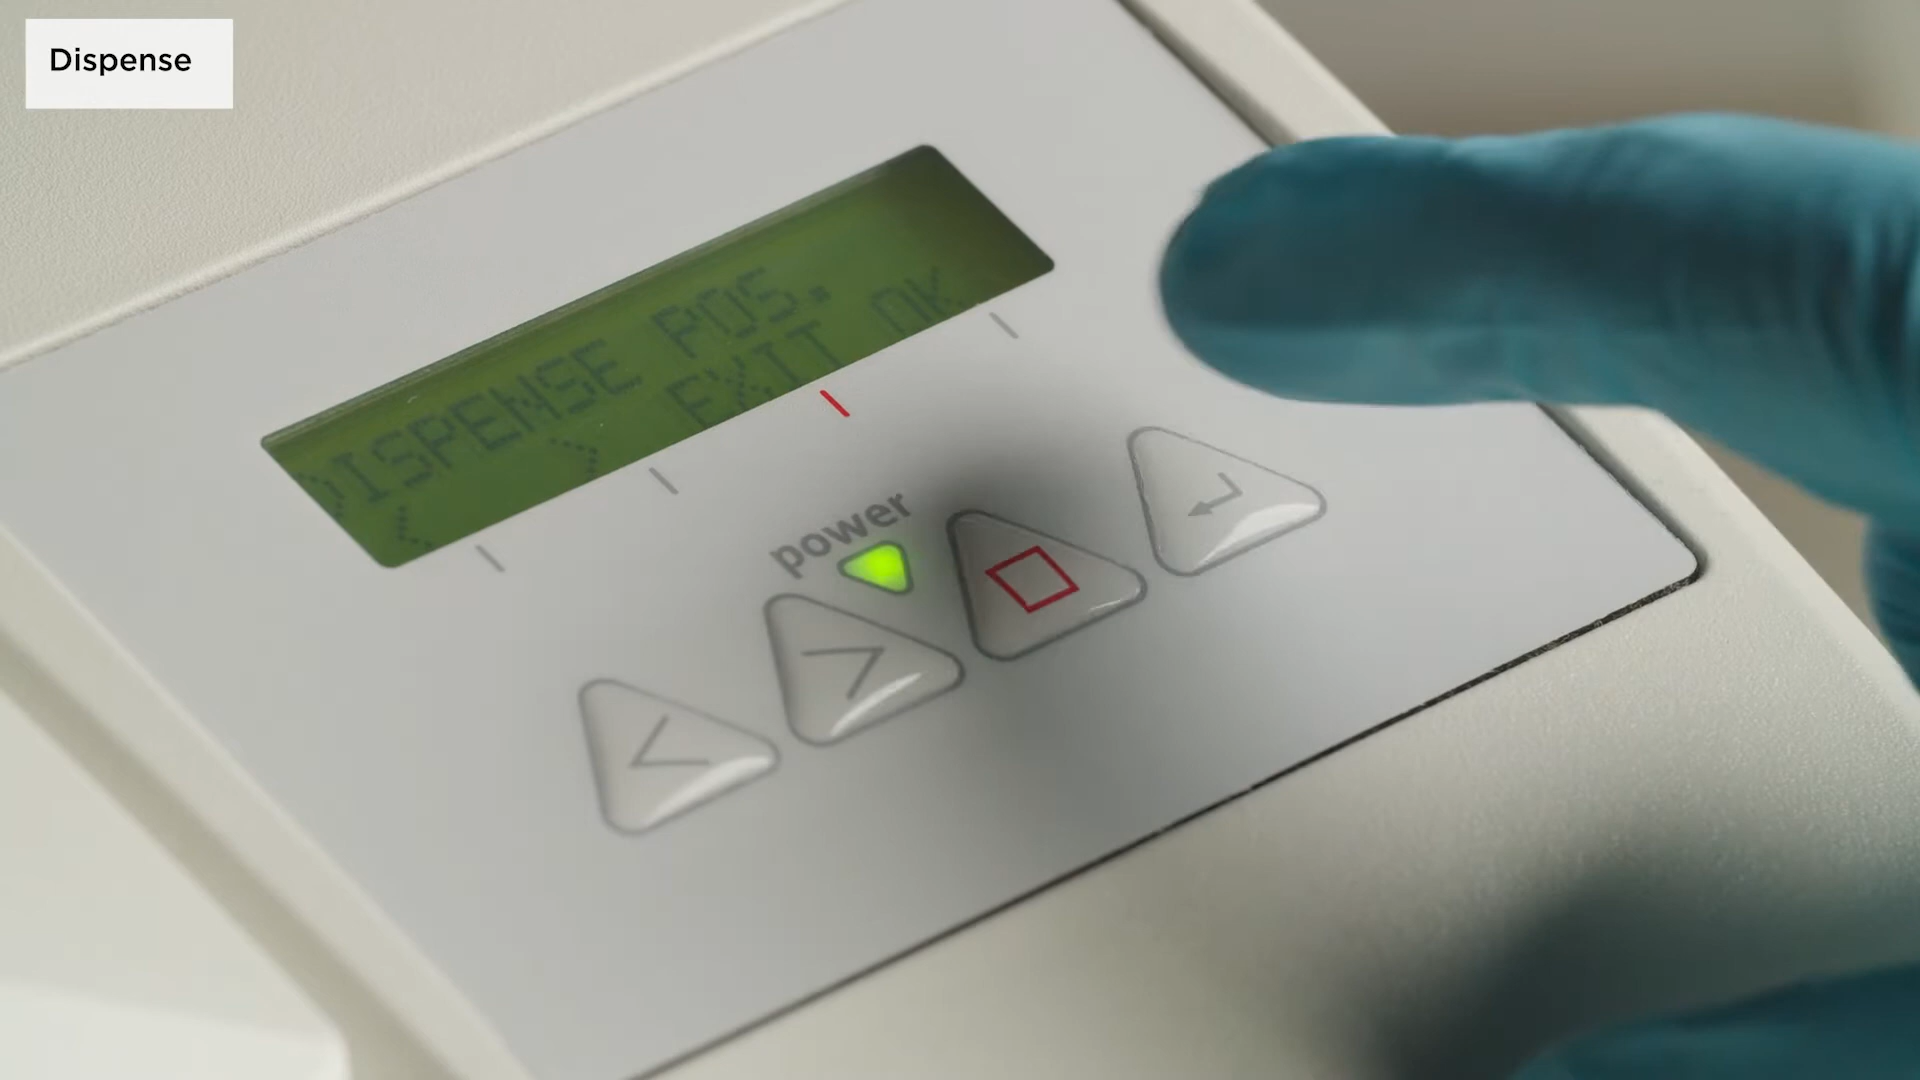 Dispense
DISPENSE POS.
< > EXIT OK
power
< >